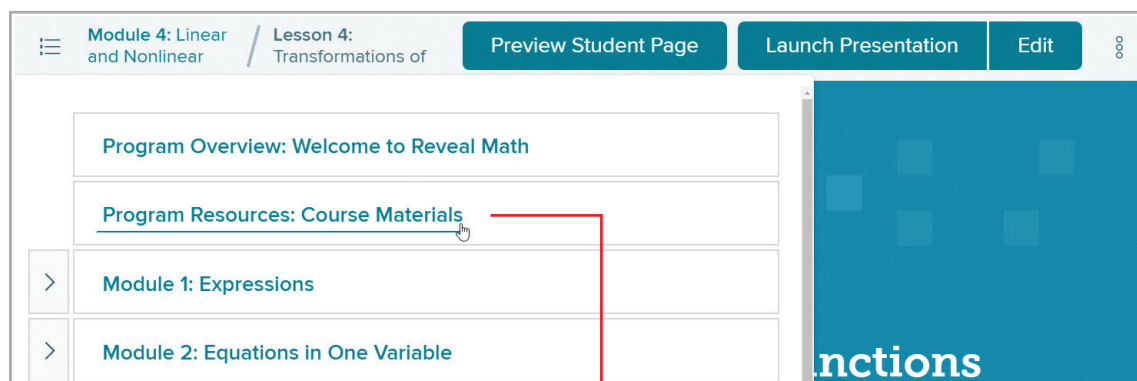 Module 4: Linear
and Nonlinear
Lesson 4:
Transformations of
Preview Student Page
Launch Presentation
Edit
Program Overview: Welcome to Reveal Math
Program Resources: Course Materials
Module 1: Expressions
Module 2: Equations in One Variable
nctions